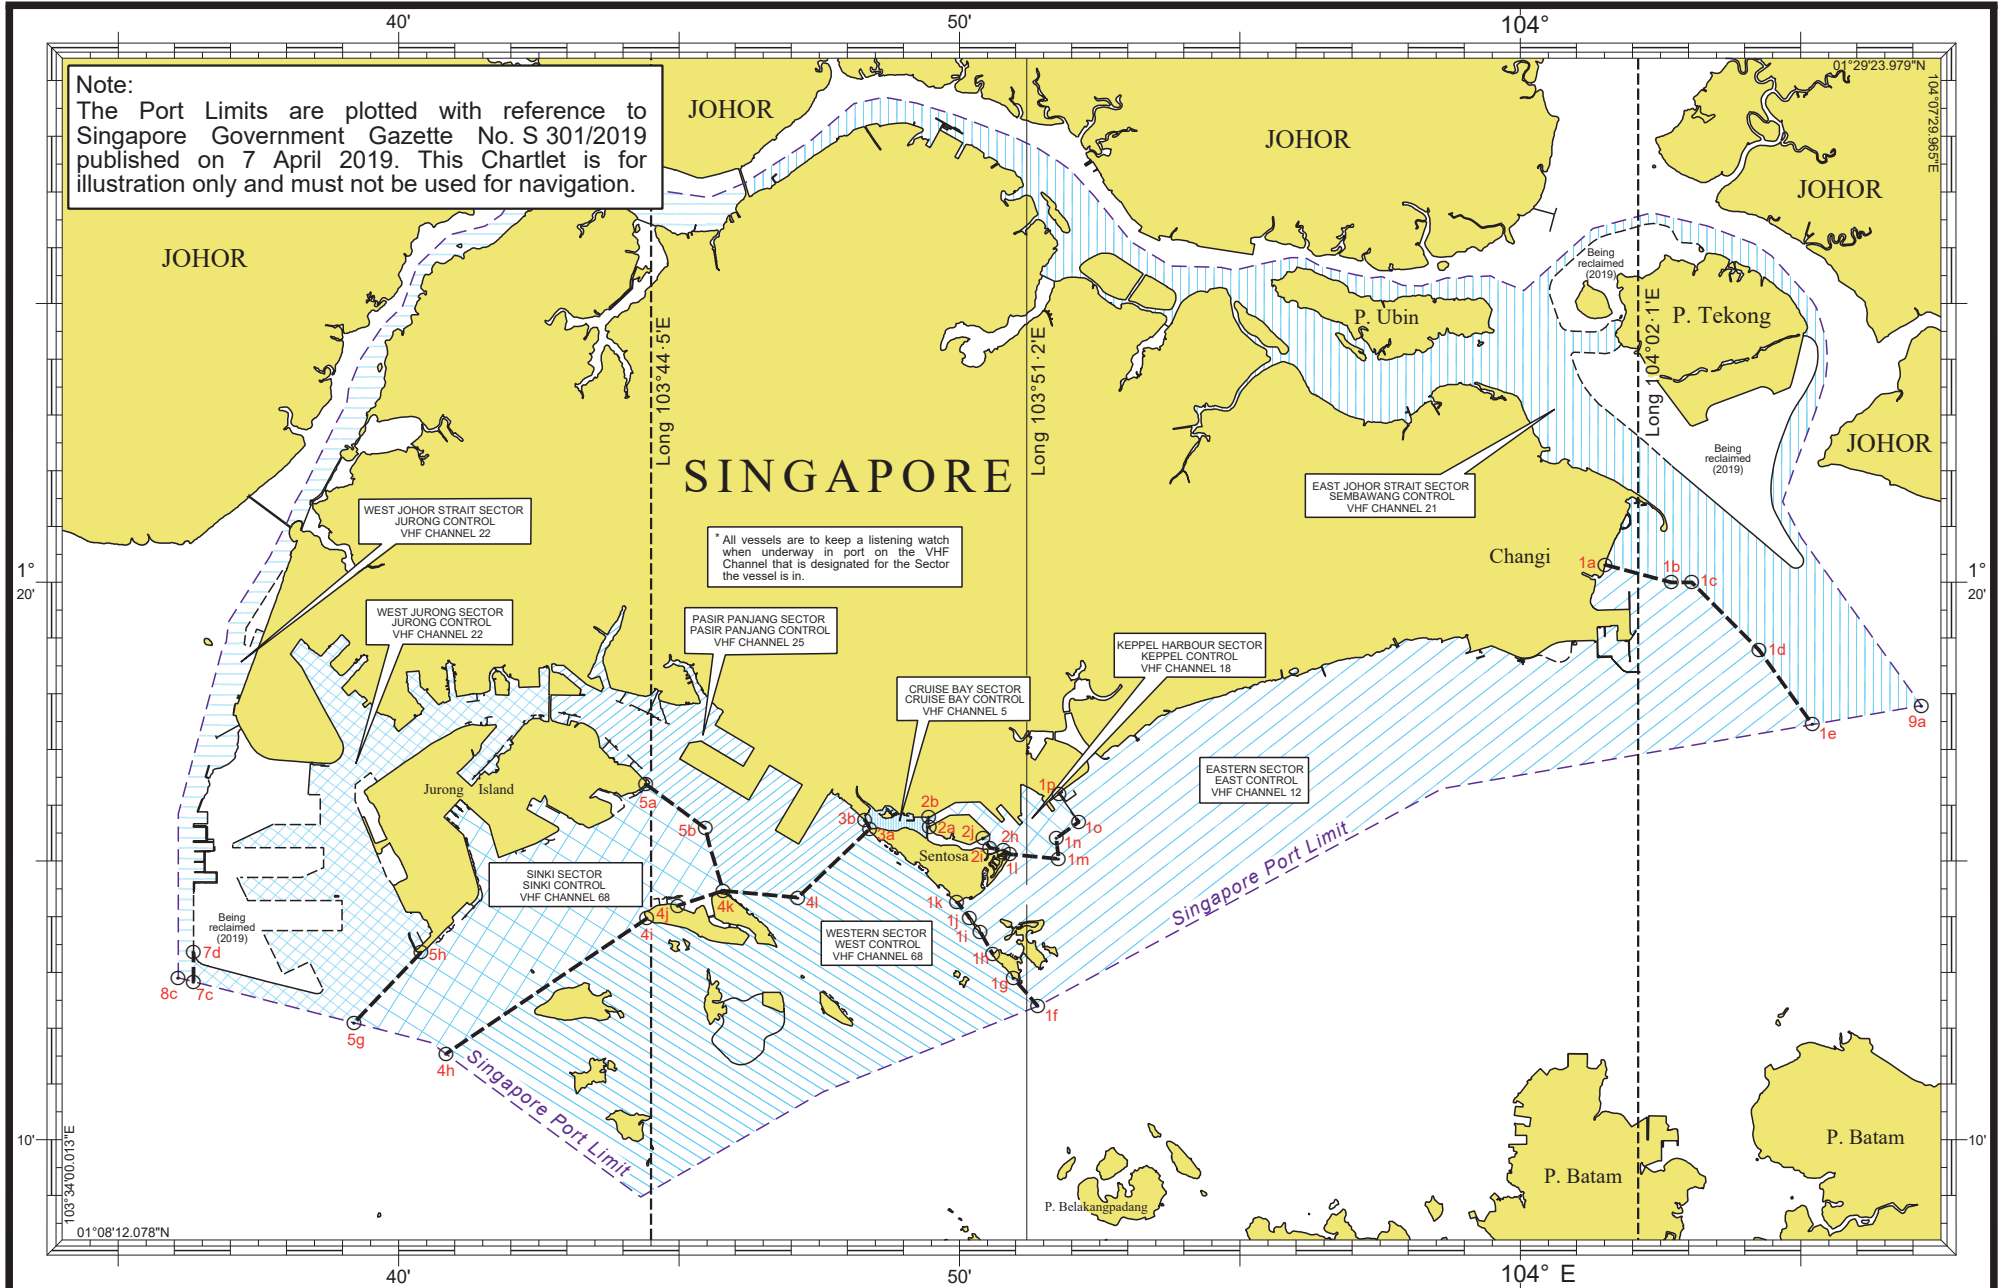 40'
50'
104°
Note:
The Port Limits are plotted with reference to
Singapore Government Gazette No. S 301/2019
published on 7 April 2019. This Chartlet is for
illustration only and must not be used for navigation.
01°29'23.979"N
104°07'29.965"E
JOHOR
JOHOR
JOHOR
JOHOR
Being
reclaimed
(2019)
P. Ubin
P. Tekong
Long 103°44·5'E
Long 103°51·2'E
Long 104°02·1'E
SINGAPORE
JOHOR
Being
reclaimed
(2019)
EAST JOHOR STRAIT SECTOR
SEMBAWANG CONTROL
VHF CHANNEL 21
WEST JOHOR STRAIT SECTOR
JURONG CONTROL
VHF CHANNEL 22
* All vessels are to keep a listening watch
when underway in port on the VHF
Channel that is designated for the Sector
the vessel is in.
Changi
1a
1b
1c
1°
20'
1°
20'
WEST JURONG SECTOR
JURONG CONTROL
VHF CHANNEL 22
PASIR PANJANG SECTOR
PASIR PANJANG CONTROL
VHF CHANNEL 25
KEPPEL HARBOUR SECTOR
KEPPEL CONTROL
VHF CHANNEL 18
1d
CRUISE BAY SECTOR
CRUISE BAY CONTROL
VHF CHANNEL 5
9a
1e
EASTERN SECTOR
EAST CONTROL
VHF CHANNEL 12
Jurong Island
5a
1p
2b
3b
5b
3a
2a
2j
2h
1o
1n
2i
Sentosa
1l
1m
SINKI SECTOR
SINKI CONTROL
VHF CHANNEL 68
4l
4k
4j
4i
1k
1j
1i
1h
1g
1f
Singapore Port Limit
WESTERN SECTOR
WEST CONTROL
VHF CHANNEL 68
Being
reclaimed
(2019)
7d
5h
8c
7c
5g
4h
Singapore Port Limit
10'
10'
P. Batam
P. Batam
P. Belakangpadang
103°34'00.013"E
01°08'12.078"N
40'
50'
104° E